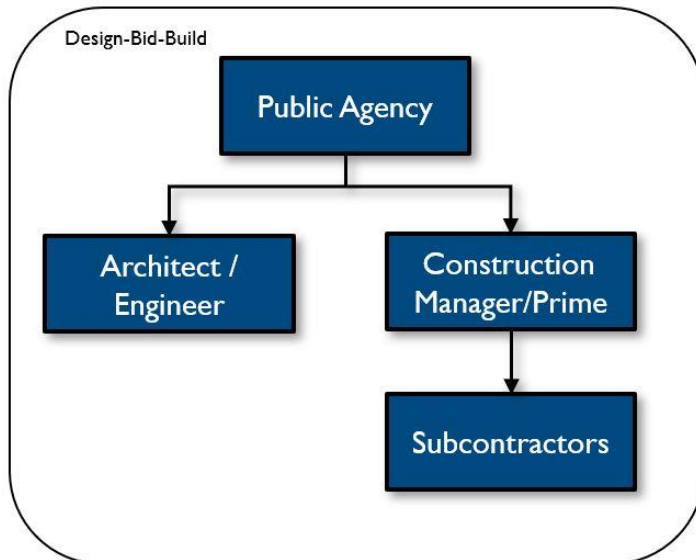 Design-Bid-Build
Public Agency
Architect /
Engineer
Construction
Manager/Prime
Subcontractors